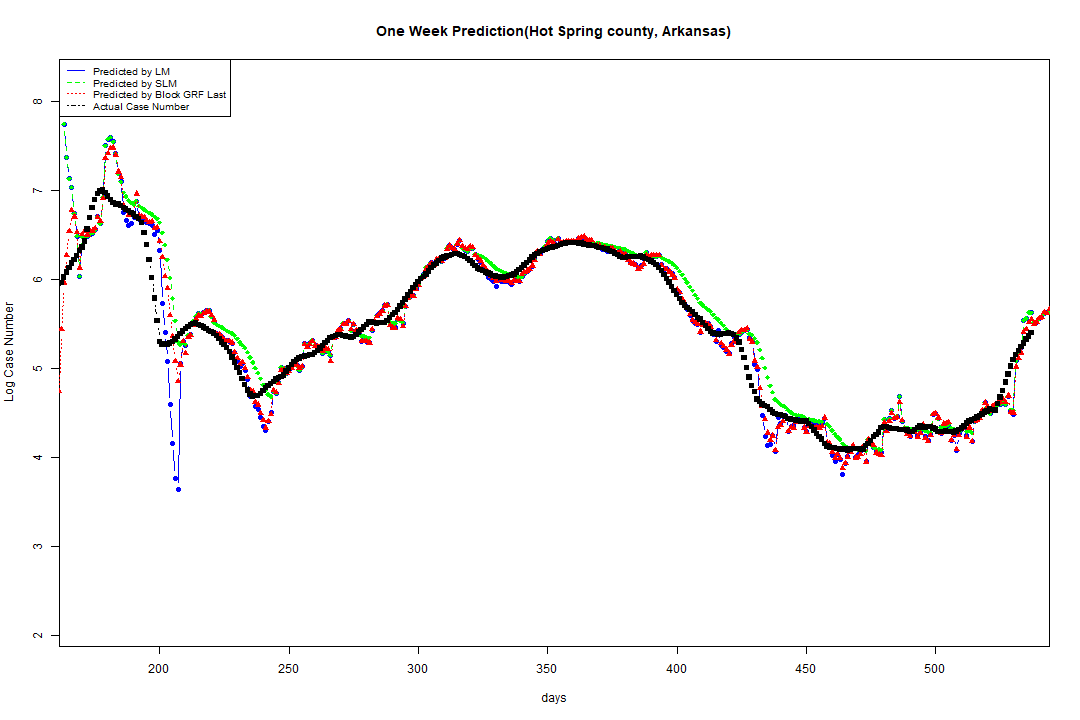 One Week Prediction(Hot Spring county, Arkansas)
Predicted by LM
Predicted by SLM
Predicted by Block GRF Last
Actual Case Number
Log Case Number
8
7
6
5
4
3
2
200 250 300 350 400 450 500
days